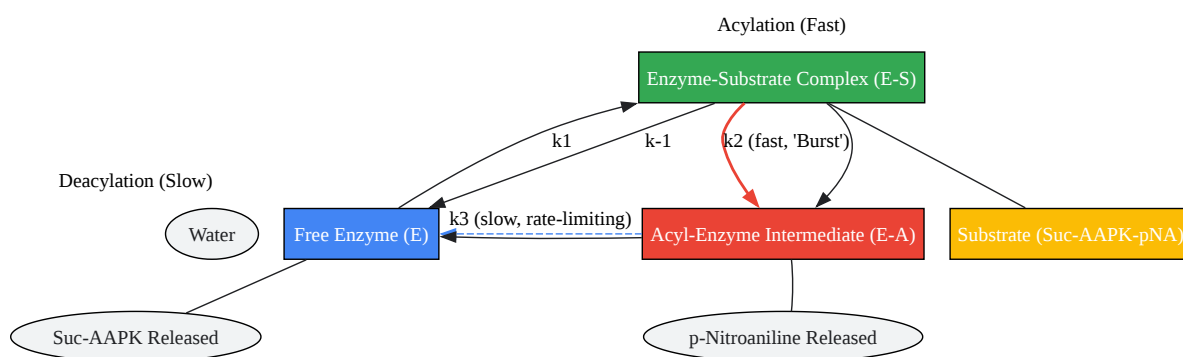 Acylation (Fast)
Enzyme-Substrate Complex (E-S)
k1
k-1
k2 (fast, 'Burst')
Deacylation (Slow)
Water
Free Enzyme (E)
k3 (slow, rate-limiting)
Acyl-Enzyme Intermediate (E-A)
Substrate (Suc-AAPK-pNA)
Suc-AAPK Released
p-Nitroaniline Released